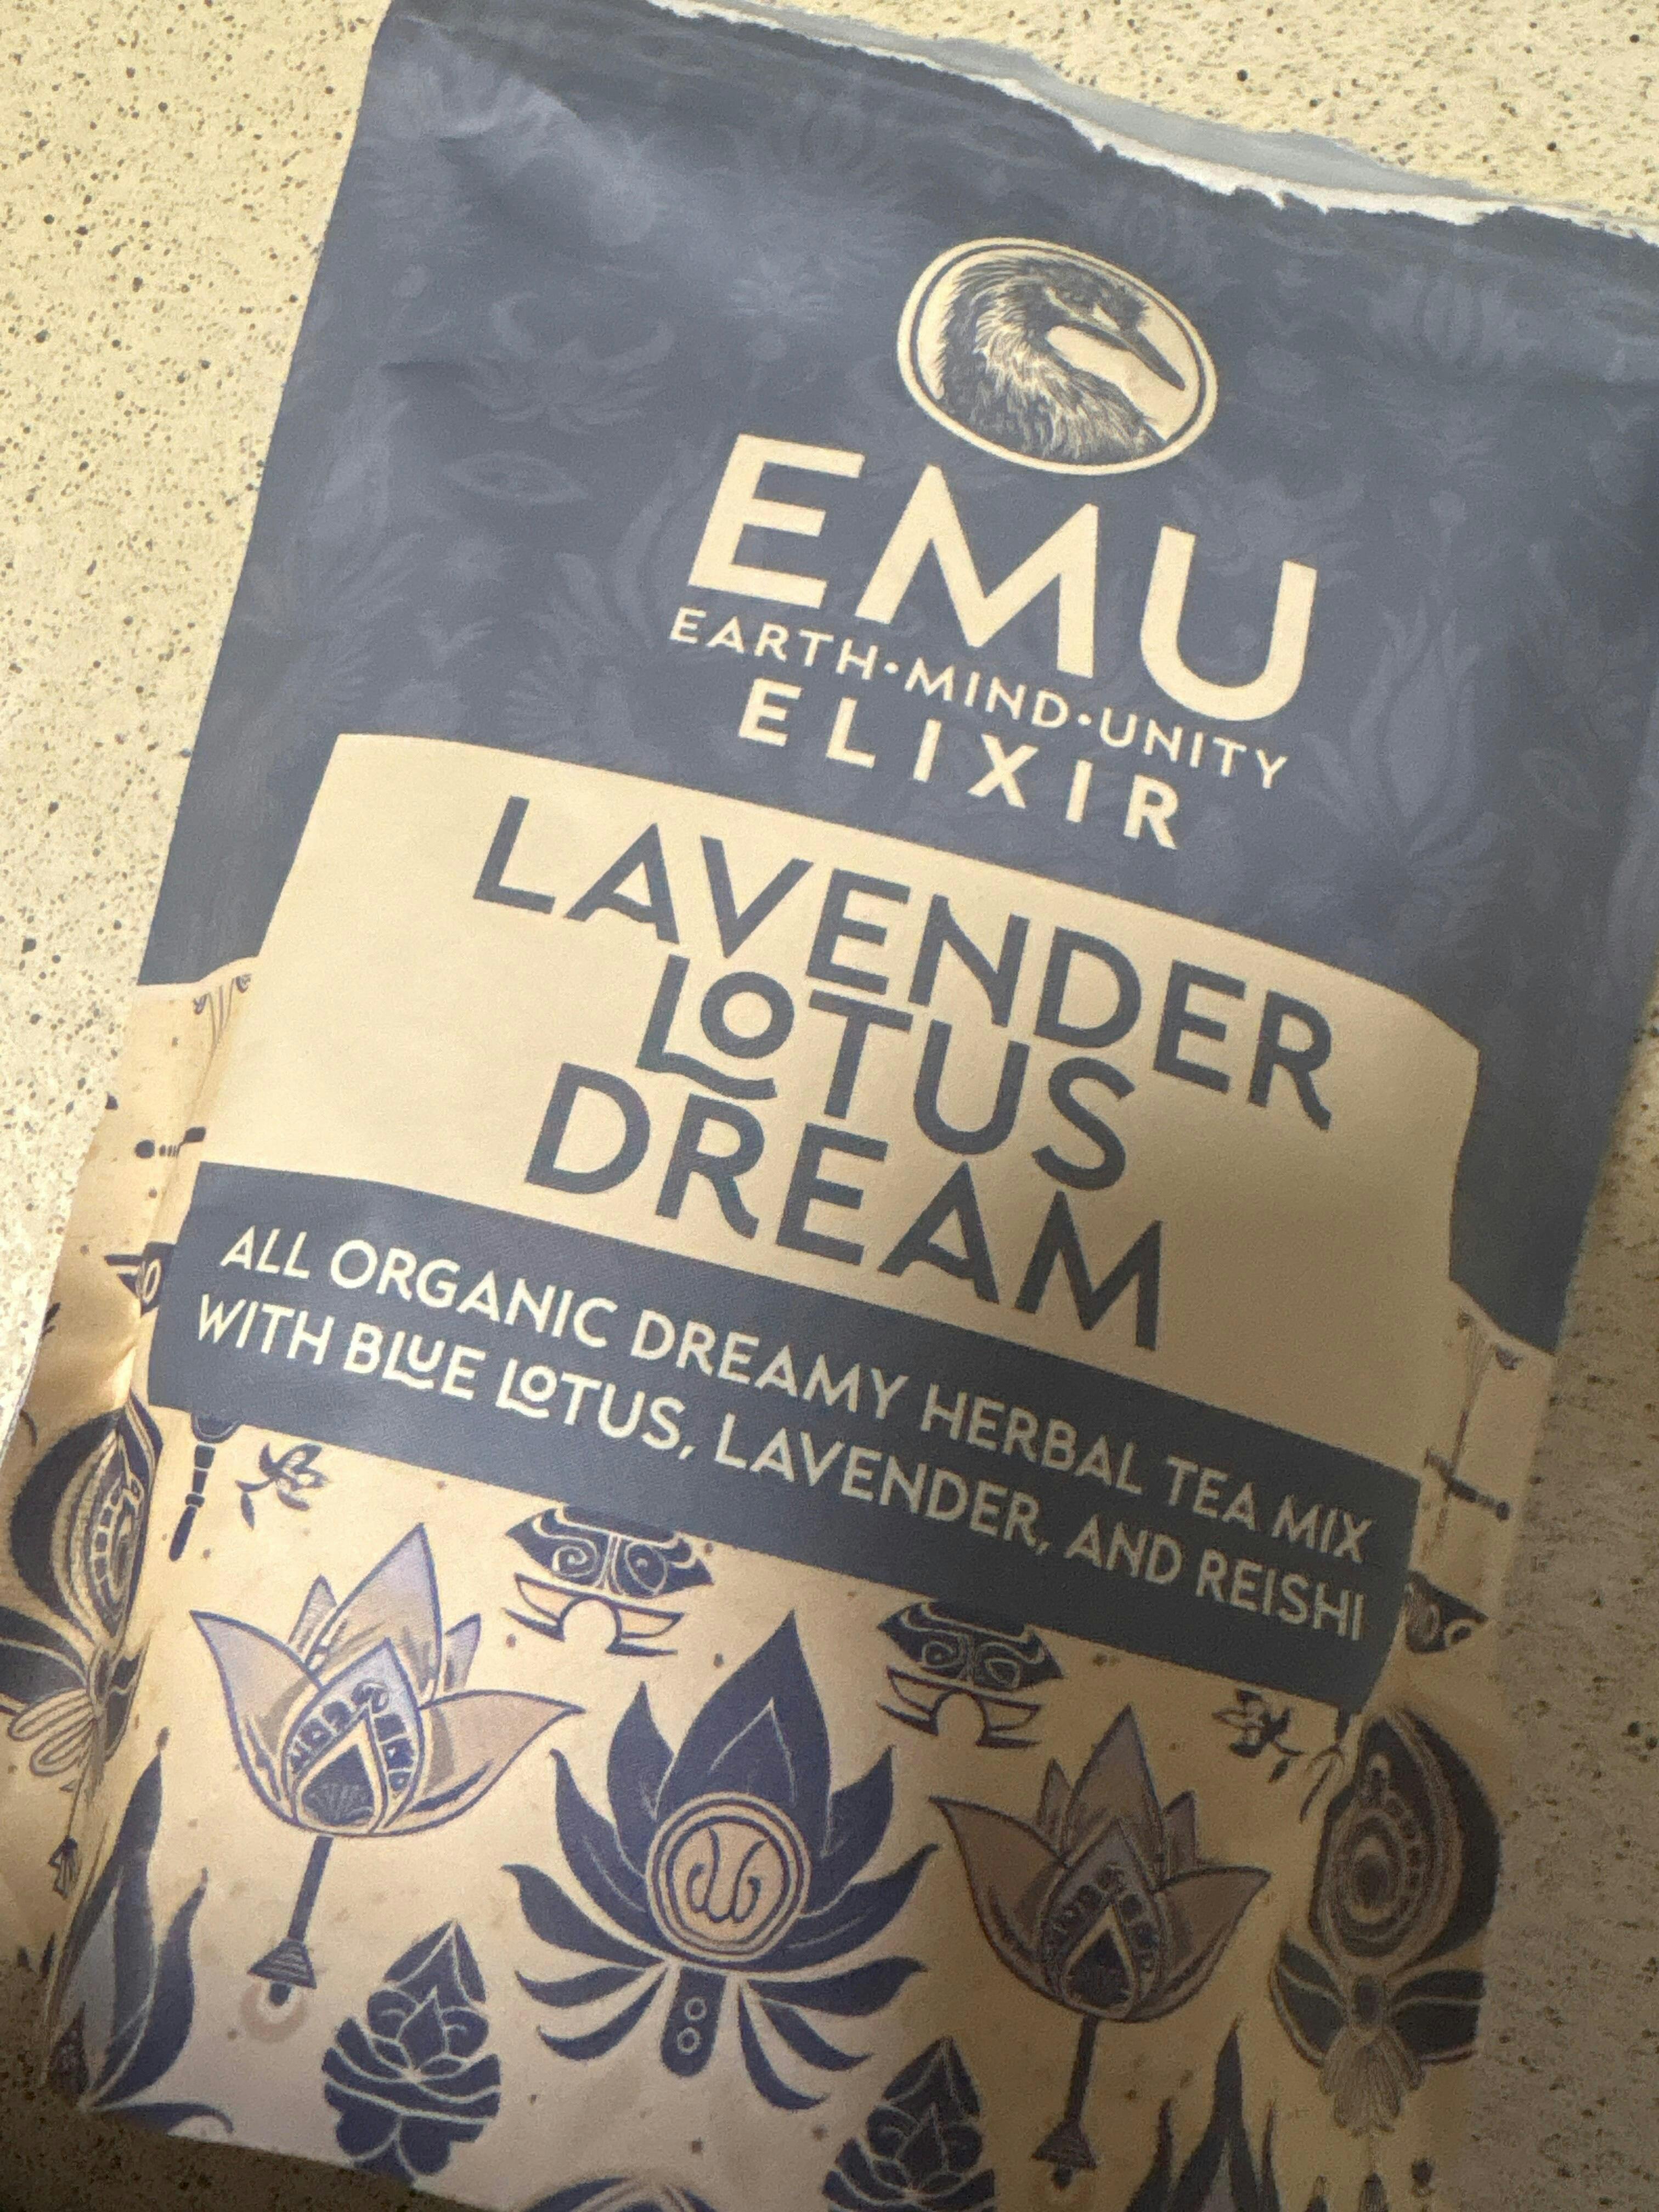 EMU
EARTH•MIND•UNITY
ELIXIR
LAVENDER
LOTUS
DREAM
ALL ORGANIC DREAMY HERBAL TEA MIX
WITH BLUE LOTUS, LAVENDER, AND REISHI